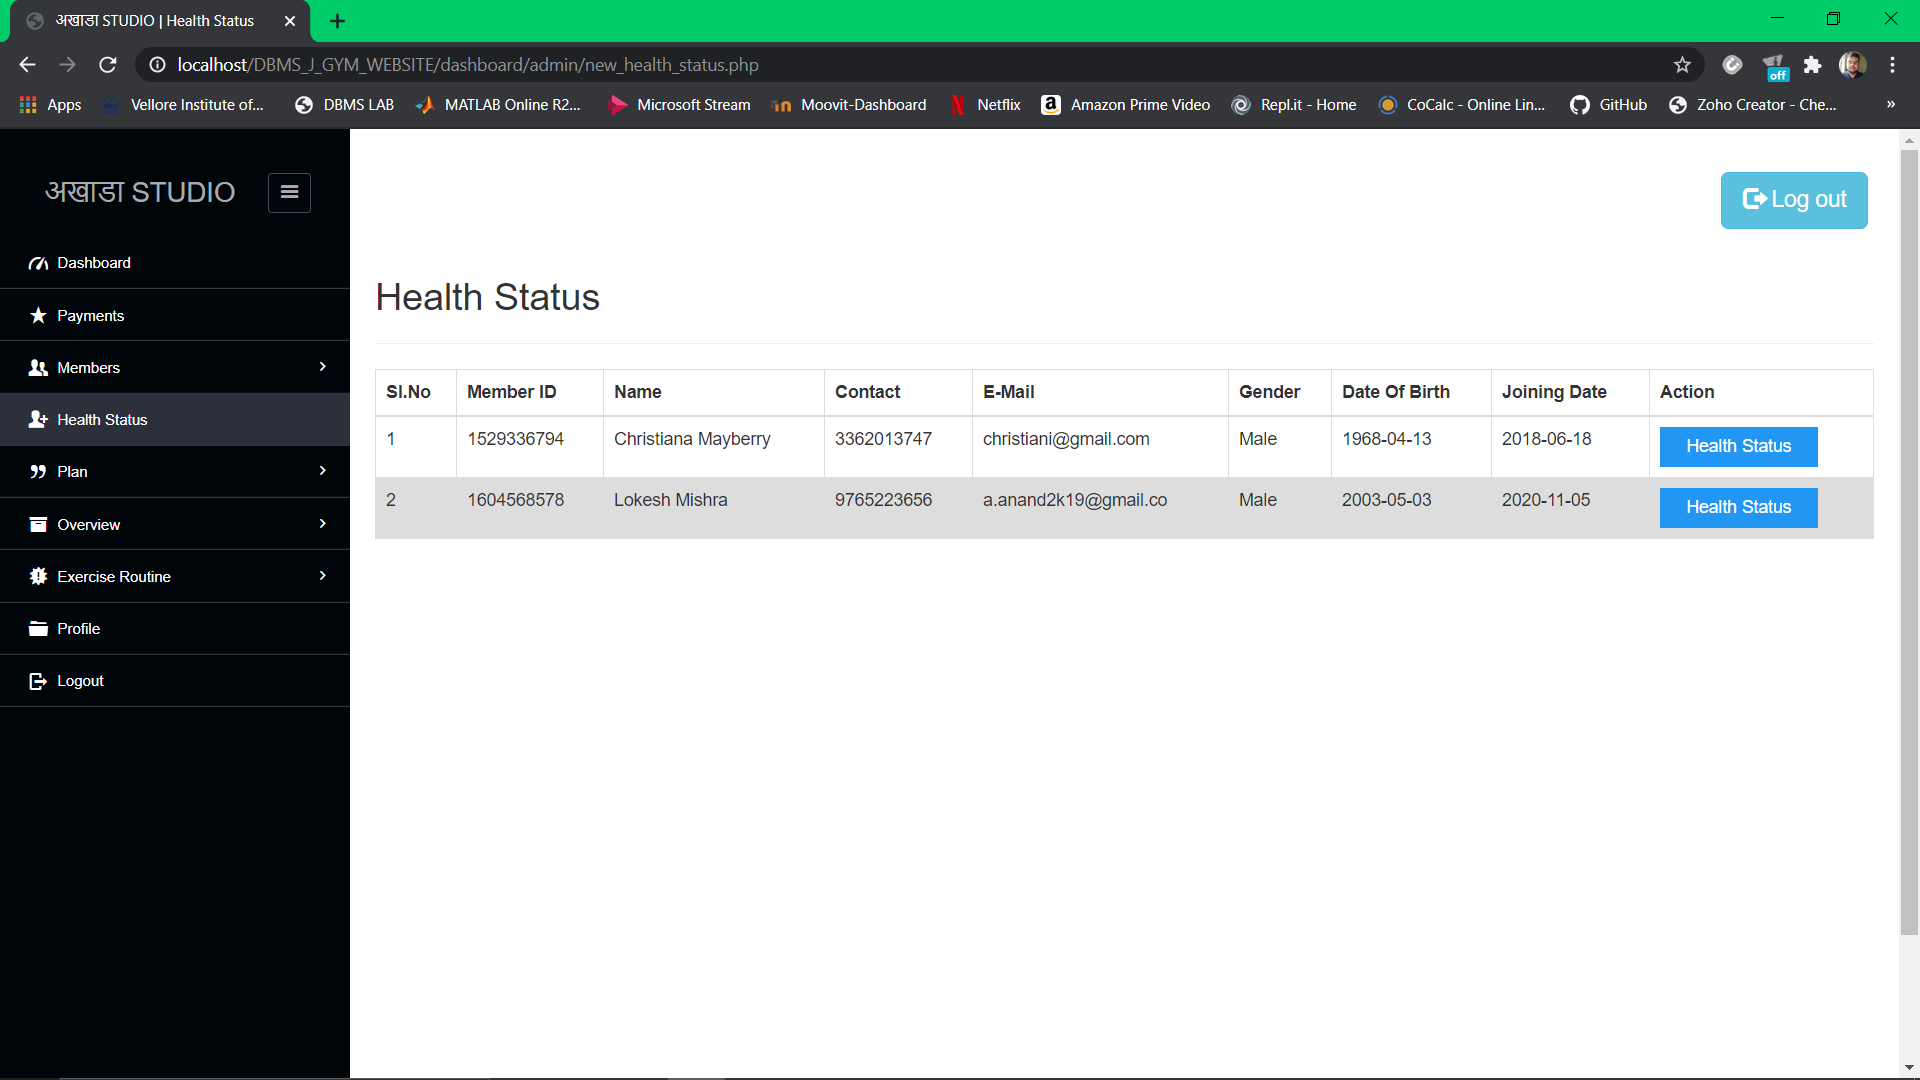 अखाडा STUDIO | Health Status
localhost/DBMS_J_GYM_WEBSITE/dashboard/admin/new_health_status.php
off
Apps Vellore Institute of... DBMS LAB MATLAB Online R2... Microsoft Stream Moovit-Dashboard Netflix Amazon Prime Video Repl.it - Home CoCalc - Online Lin... GitHub Zoho Creator - Che... »
अखाडा STUDIO
Log out
Dashboard
Payments
Members
Health Status
Plan
Overview
Exercise Routine
Profile
Logout
Health Status
Sl.No Member ID Name Contact E-Mail Gender Date Of Birth Joining Date Action
1 1529336794 Christiana Mayberry 3362013747 christiani@gmail.com Male 1968-04-13 2018-06-18 Health Status
2 1604568578 Lokesh Mishra 9765223656 a.anand2k19@gmail.co Male 2003-05-03 2020-11-05 Health Status